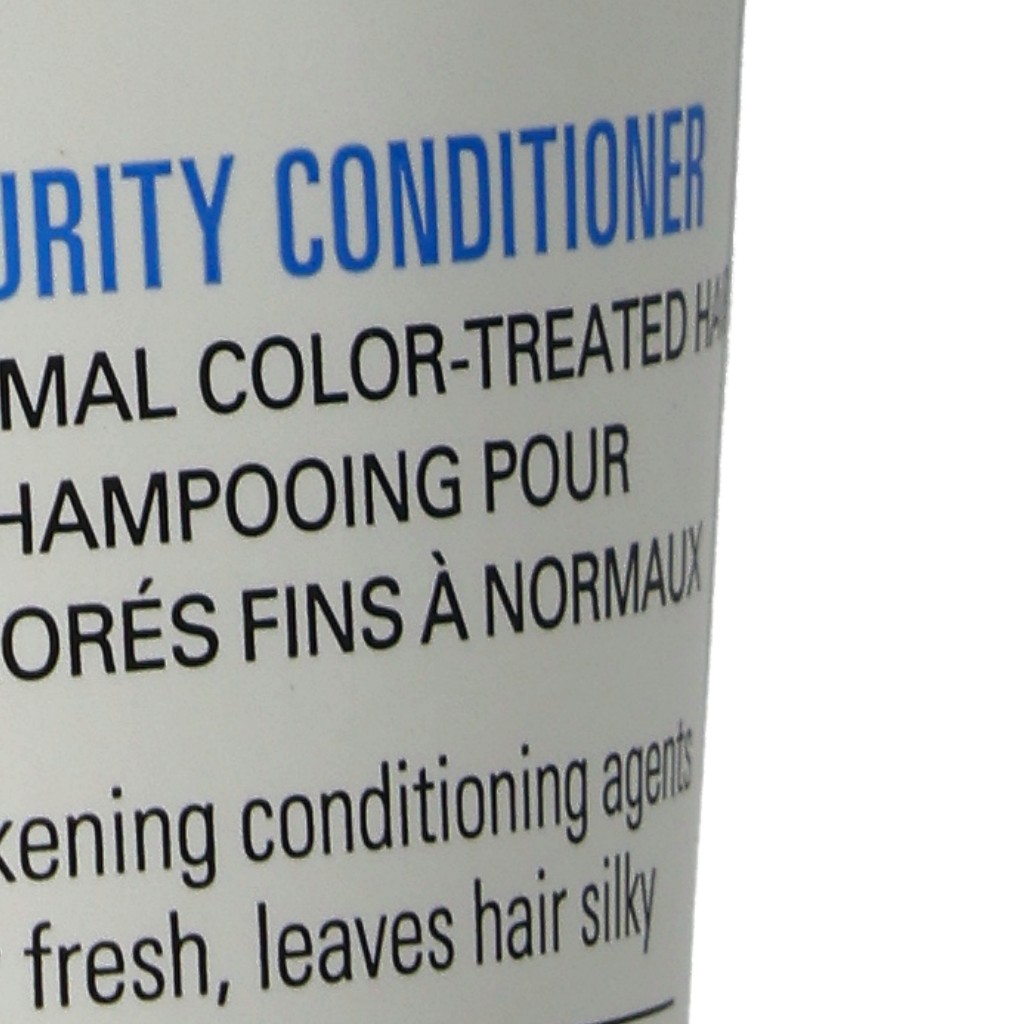 URITY CONDITIONER
MAL COLOR-TREATED
HAMPOOING POUR
ORÉS FINS À NORMAUX
kening conditioning agents
fresh, leaves hair silky